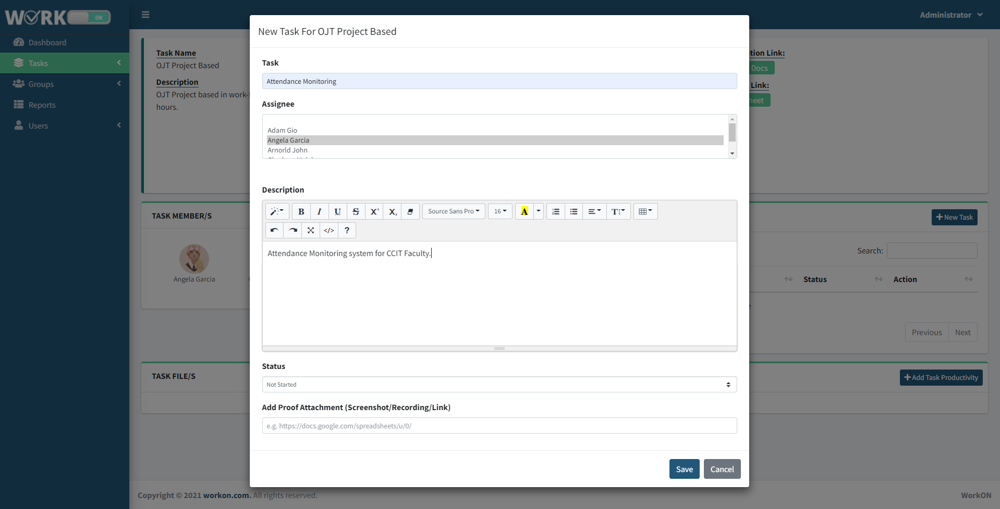 WORK ON
Administrator
Dashboard
Tasks
Groups
Reports
Users
Task Name
OJT Project Based
Description
OJT Project based in work-
hours.
tion Link:
Docs
Link:
heet
TASK MEMBER/S
Angela Garcia
New Task
Search:
Status
Action
Previous
Next
TASK FILE/S
Add Task Productivity
New Task For OJT Project Based
Task
Attendance Monitoring
Assignee
Adam Gio
Angela Garcia
Arnorld John
Description
B I U S X² X₂
Source Sans Pro
16
A
T
</> ?
Attendance Monitoring system for CCIT Faculty.
Status
Not Started
Add Proof Attachment (Screenshot/Recording/Link)
e.g. https://docs.google.com/spreadsheets/u/0/
Save
Cancel
Copyright © 2021 workon.com. All rights reserved.
WorkON